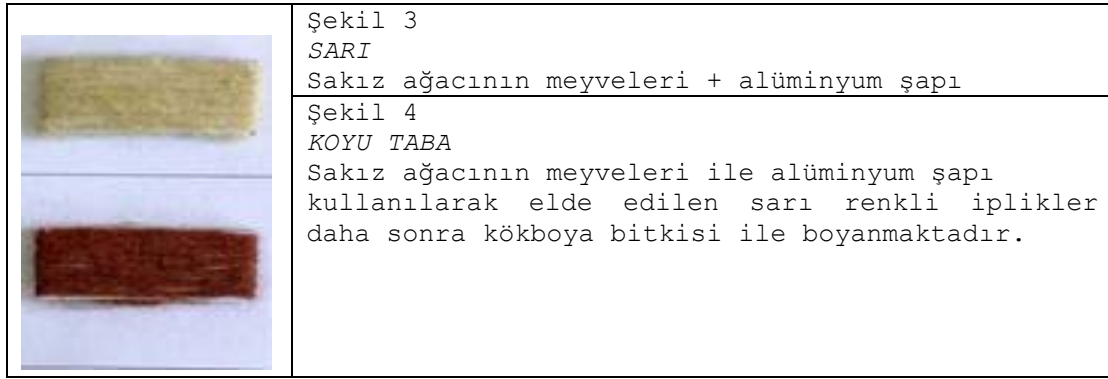 Şekil 3
SARI
Sakız ağacının meyveleri + alüminyum şapı
Şekil 4
KOYU TABA
Sakız ağacının meyveleri ile alüminyum şapı
kullanılarak elde edilen sarı renkli iplikler
daha sonra kökboya bitkisi ile boyanmaktadır.